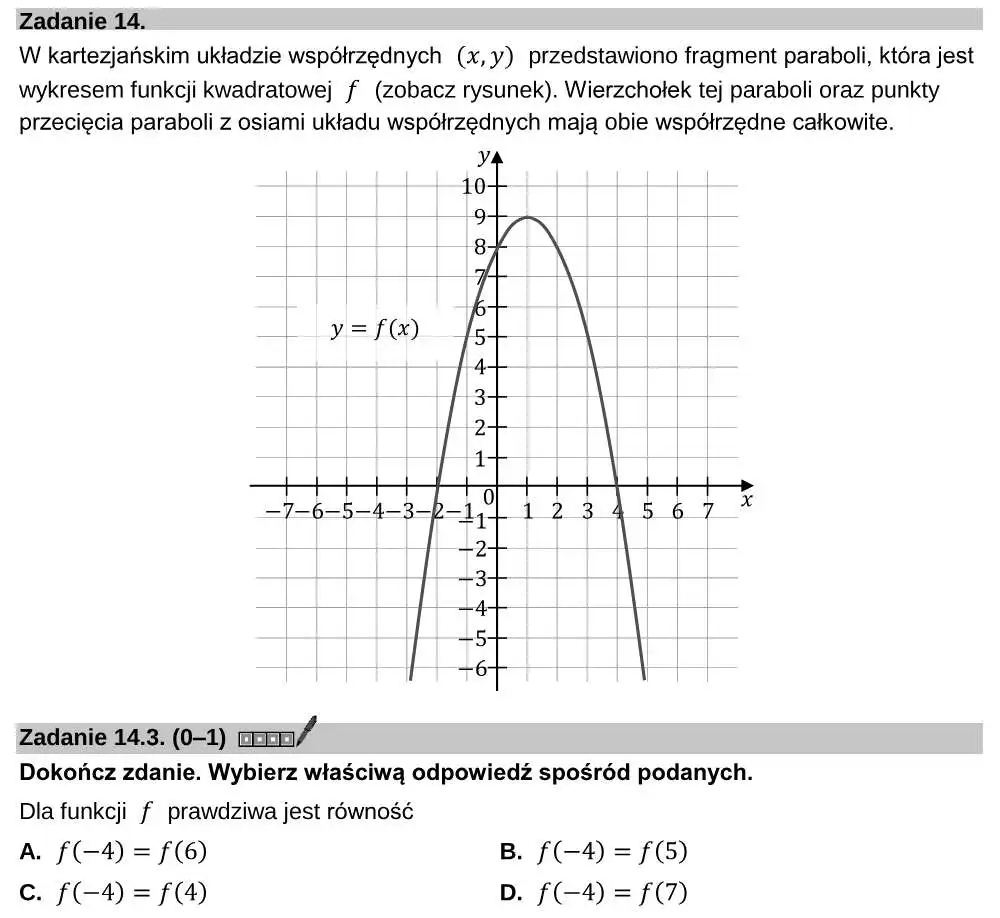 Zadanie 14.
W kartezjańskim układzie współrzędnych (x, y) przedstawiono fragment paraboli, która jest
wykresem funkcji kwadratowej f (zobacz rysunek). Wierzchołek tej paraboli oraz punkty
przecięcia paraboli z osiami układu współrzędnych mają obie współrzędne całkowite.
y
10
9
8
7
6
y = f(x)
5
4
3
2
1
0
−7 −6 −5 −4 −3 −2 −1 1 2 3 4 5 6 7 x
−1
−2
−3
−4
−5
−6
Zadanie 14.3. (0–1)
Dokończ zdanie. Wybierz właściwą odpowiedź spośród podanych.
Dla funkcji f prawdziwa jest równość
A. f(−4) = f(6) B. f(−4) = f(5)
C. f(−4) = f(4) D. f(−4) = f(7)